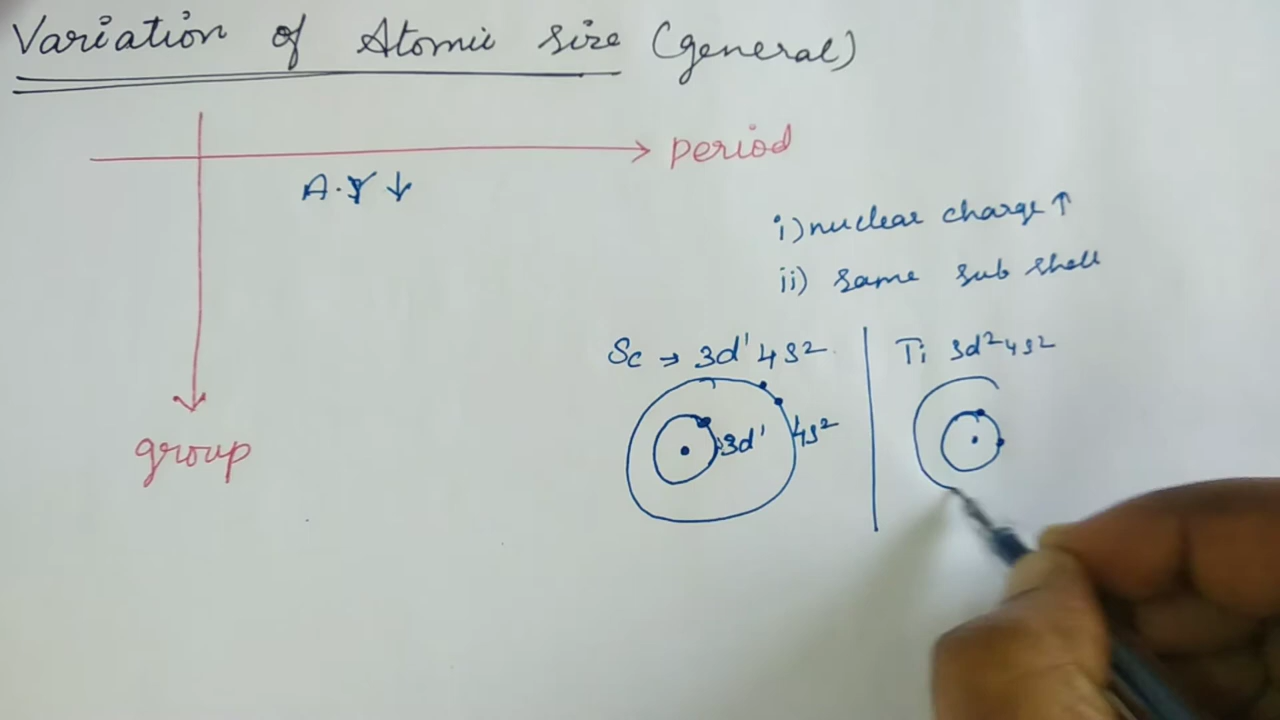 Variation of Atomic size (general)
period
A.r ↓
i) nuclear charge ↑
ii) same sub shell
Sc → 3d¹ 4s²
Ti 3d² 4s²
3d¹
4s²
group